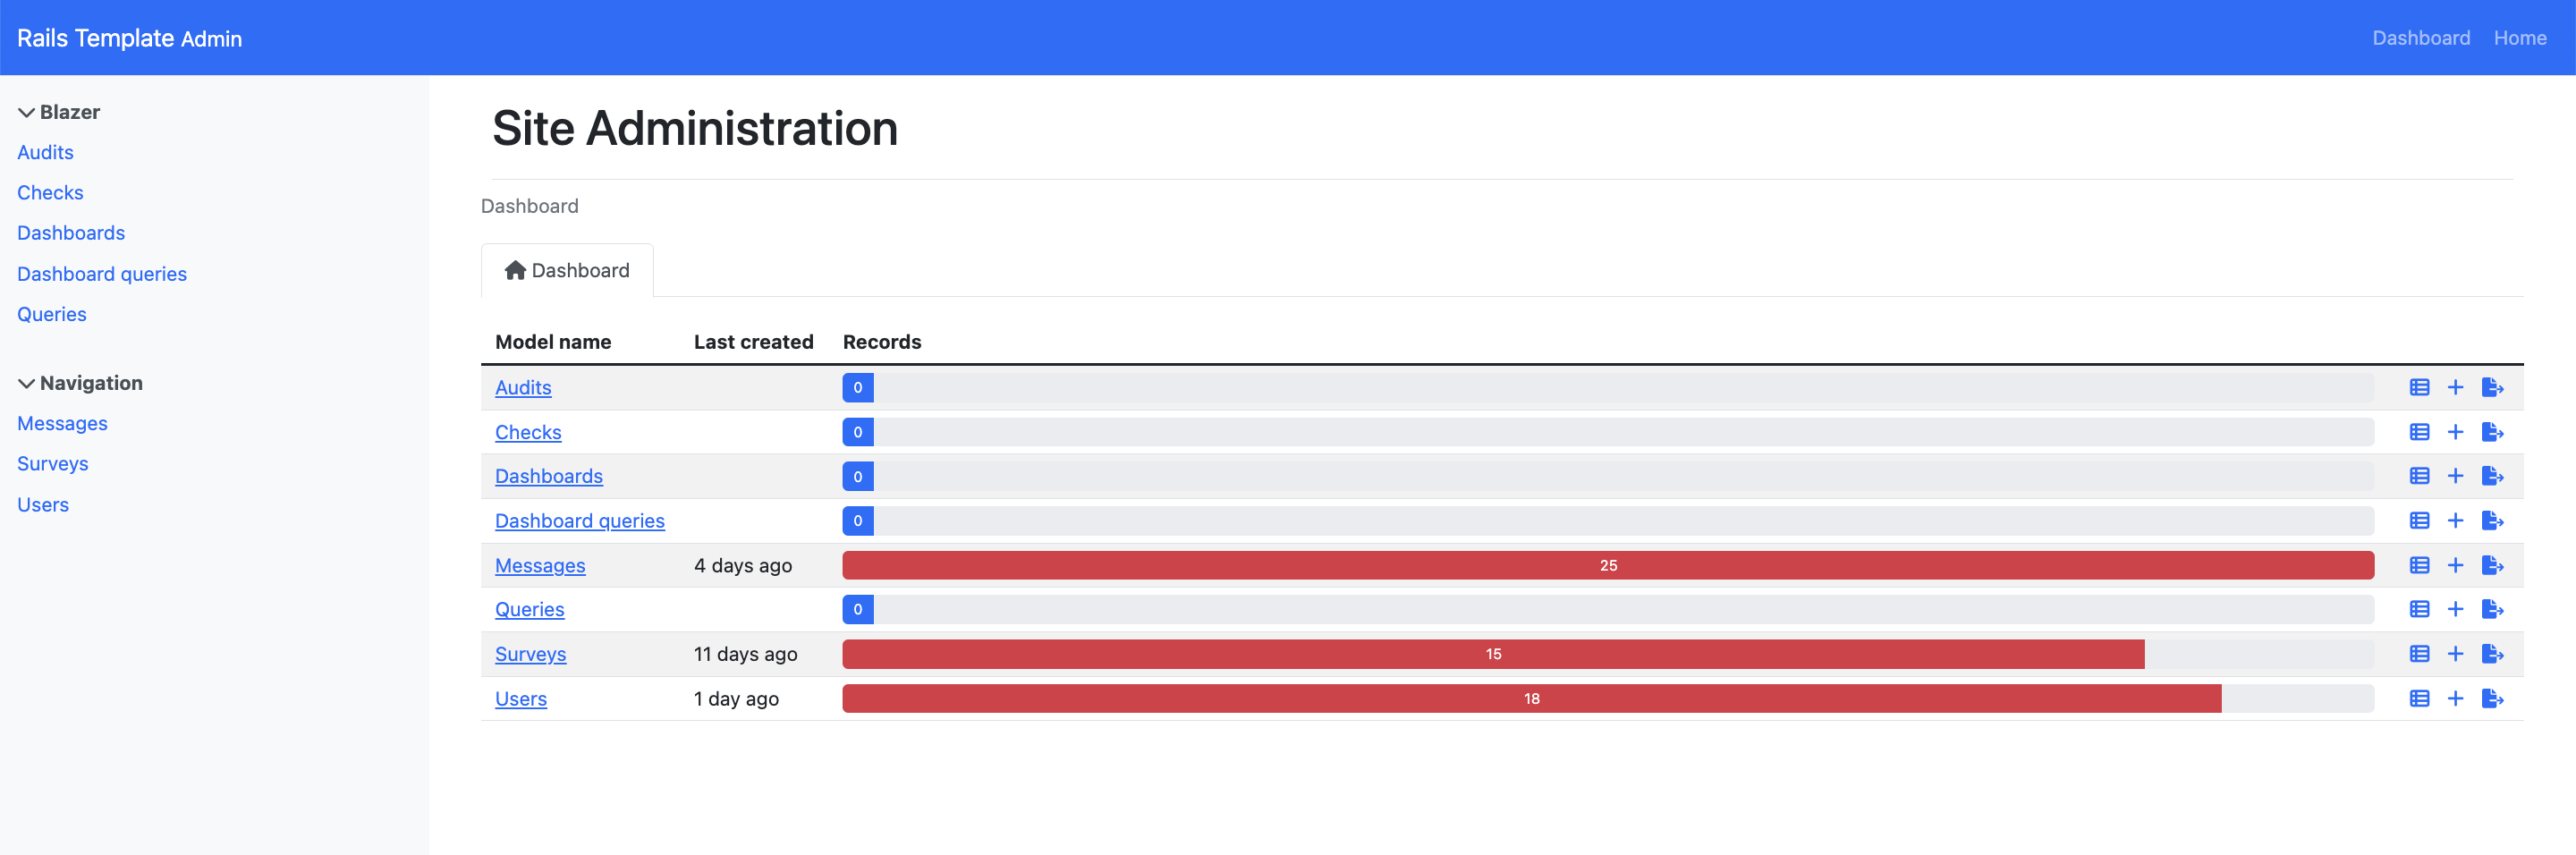 Rails Template Admin
Dashboard Home
Blazer
Audits
Checks
Dashboards
Dashboard queries
Queries
Navigation
Messages
Surveys
Users
Site Administration
Dashboard
Dashboard
Model name Last created Records
Audits 0
Checks 0
Dashboards 0
Dashboard queries 0
Messages 4 days ago 25
Queries 0
Surveys 11 days ago 15
Users 1 day ago 18